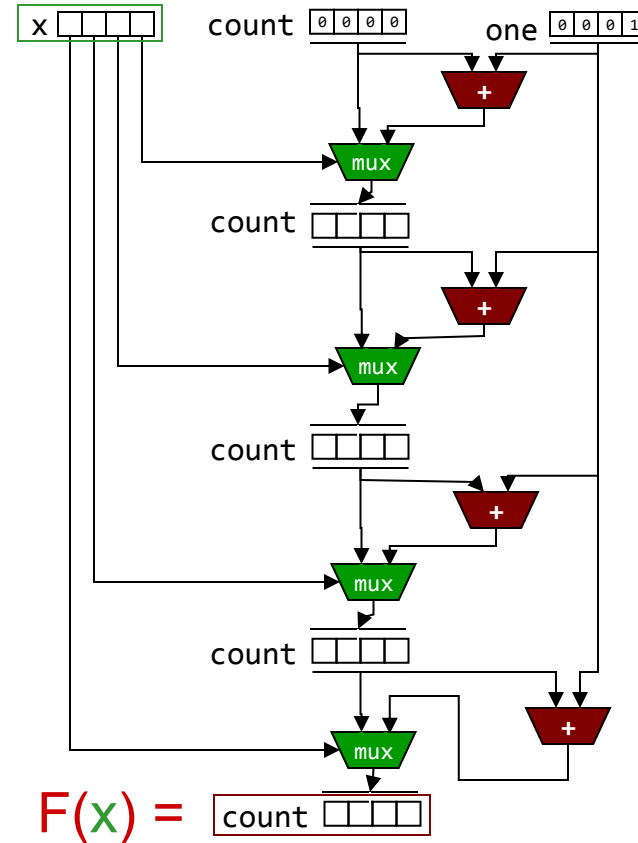 x count 0 0 0 0 one 0 0 0 1
+
mux
count
+
mux
count
+
mux
count
+
mux
F(x) = count